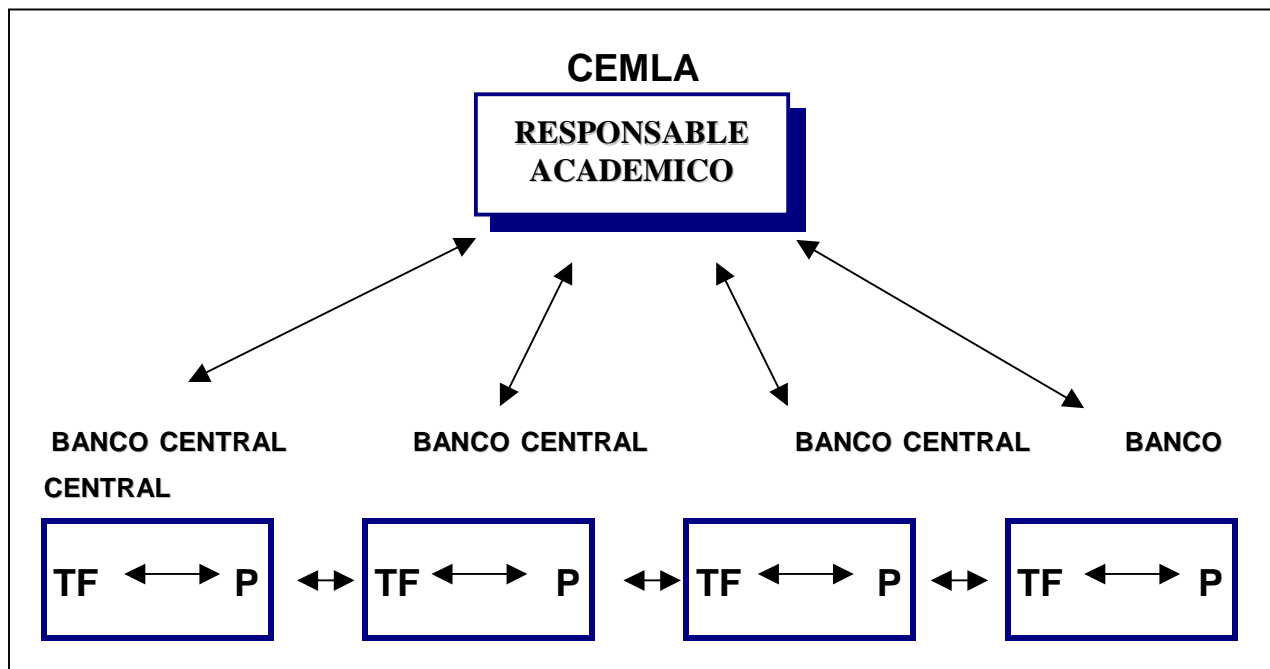 CEMLA
RESPONSABLE
ACADEMICO
BANCO CENTRAL BANCO CENTRAL BANCO CENTRAL BANCO
CENTRAL
TF P TF P TF P TF P